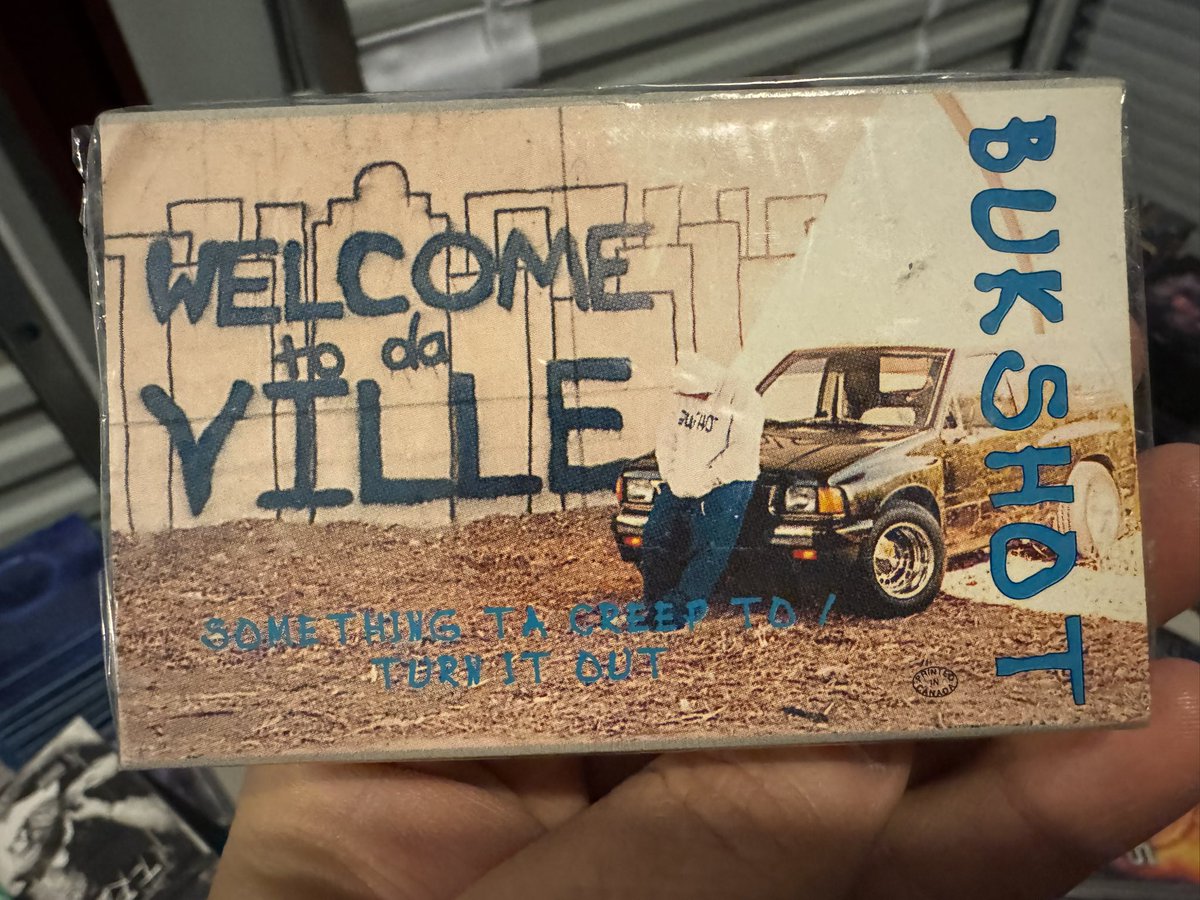 WELCOME
to da
VILLE
BUKSHOT
SOMETHING TA CREEP TO /
TURN IT OUT
PRINTED
IN
CANADA